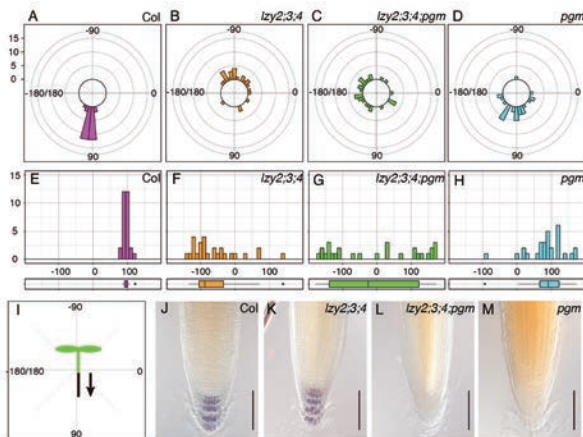 A Col
B lzy2;3;4
C lzy2;3;4;pgm
D pgm
-90 -90 -90 -90
15
10
5
0
-180/180 0 -180/180 0 -180/180 0 -180/180 0
90 90 90 90
E Col
F lzy2;3;4
G lzy2;3;4;pgm
H pgm
15
10
5
0
-100 0 100 -100 0 100 -100 0 100 -100 0 100
I
-90
-180/180 0
90
J Col
K lzy2;3;4
L lzy2;3;4;pgm
M pgm